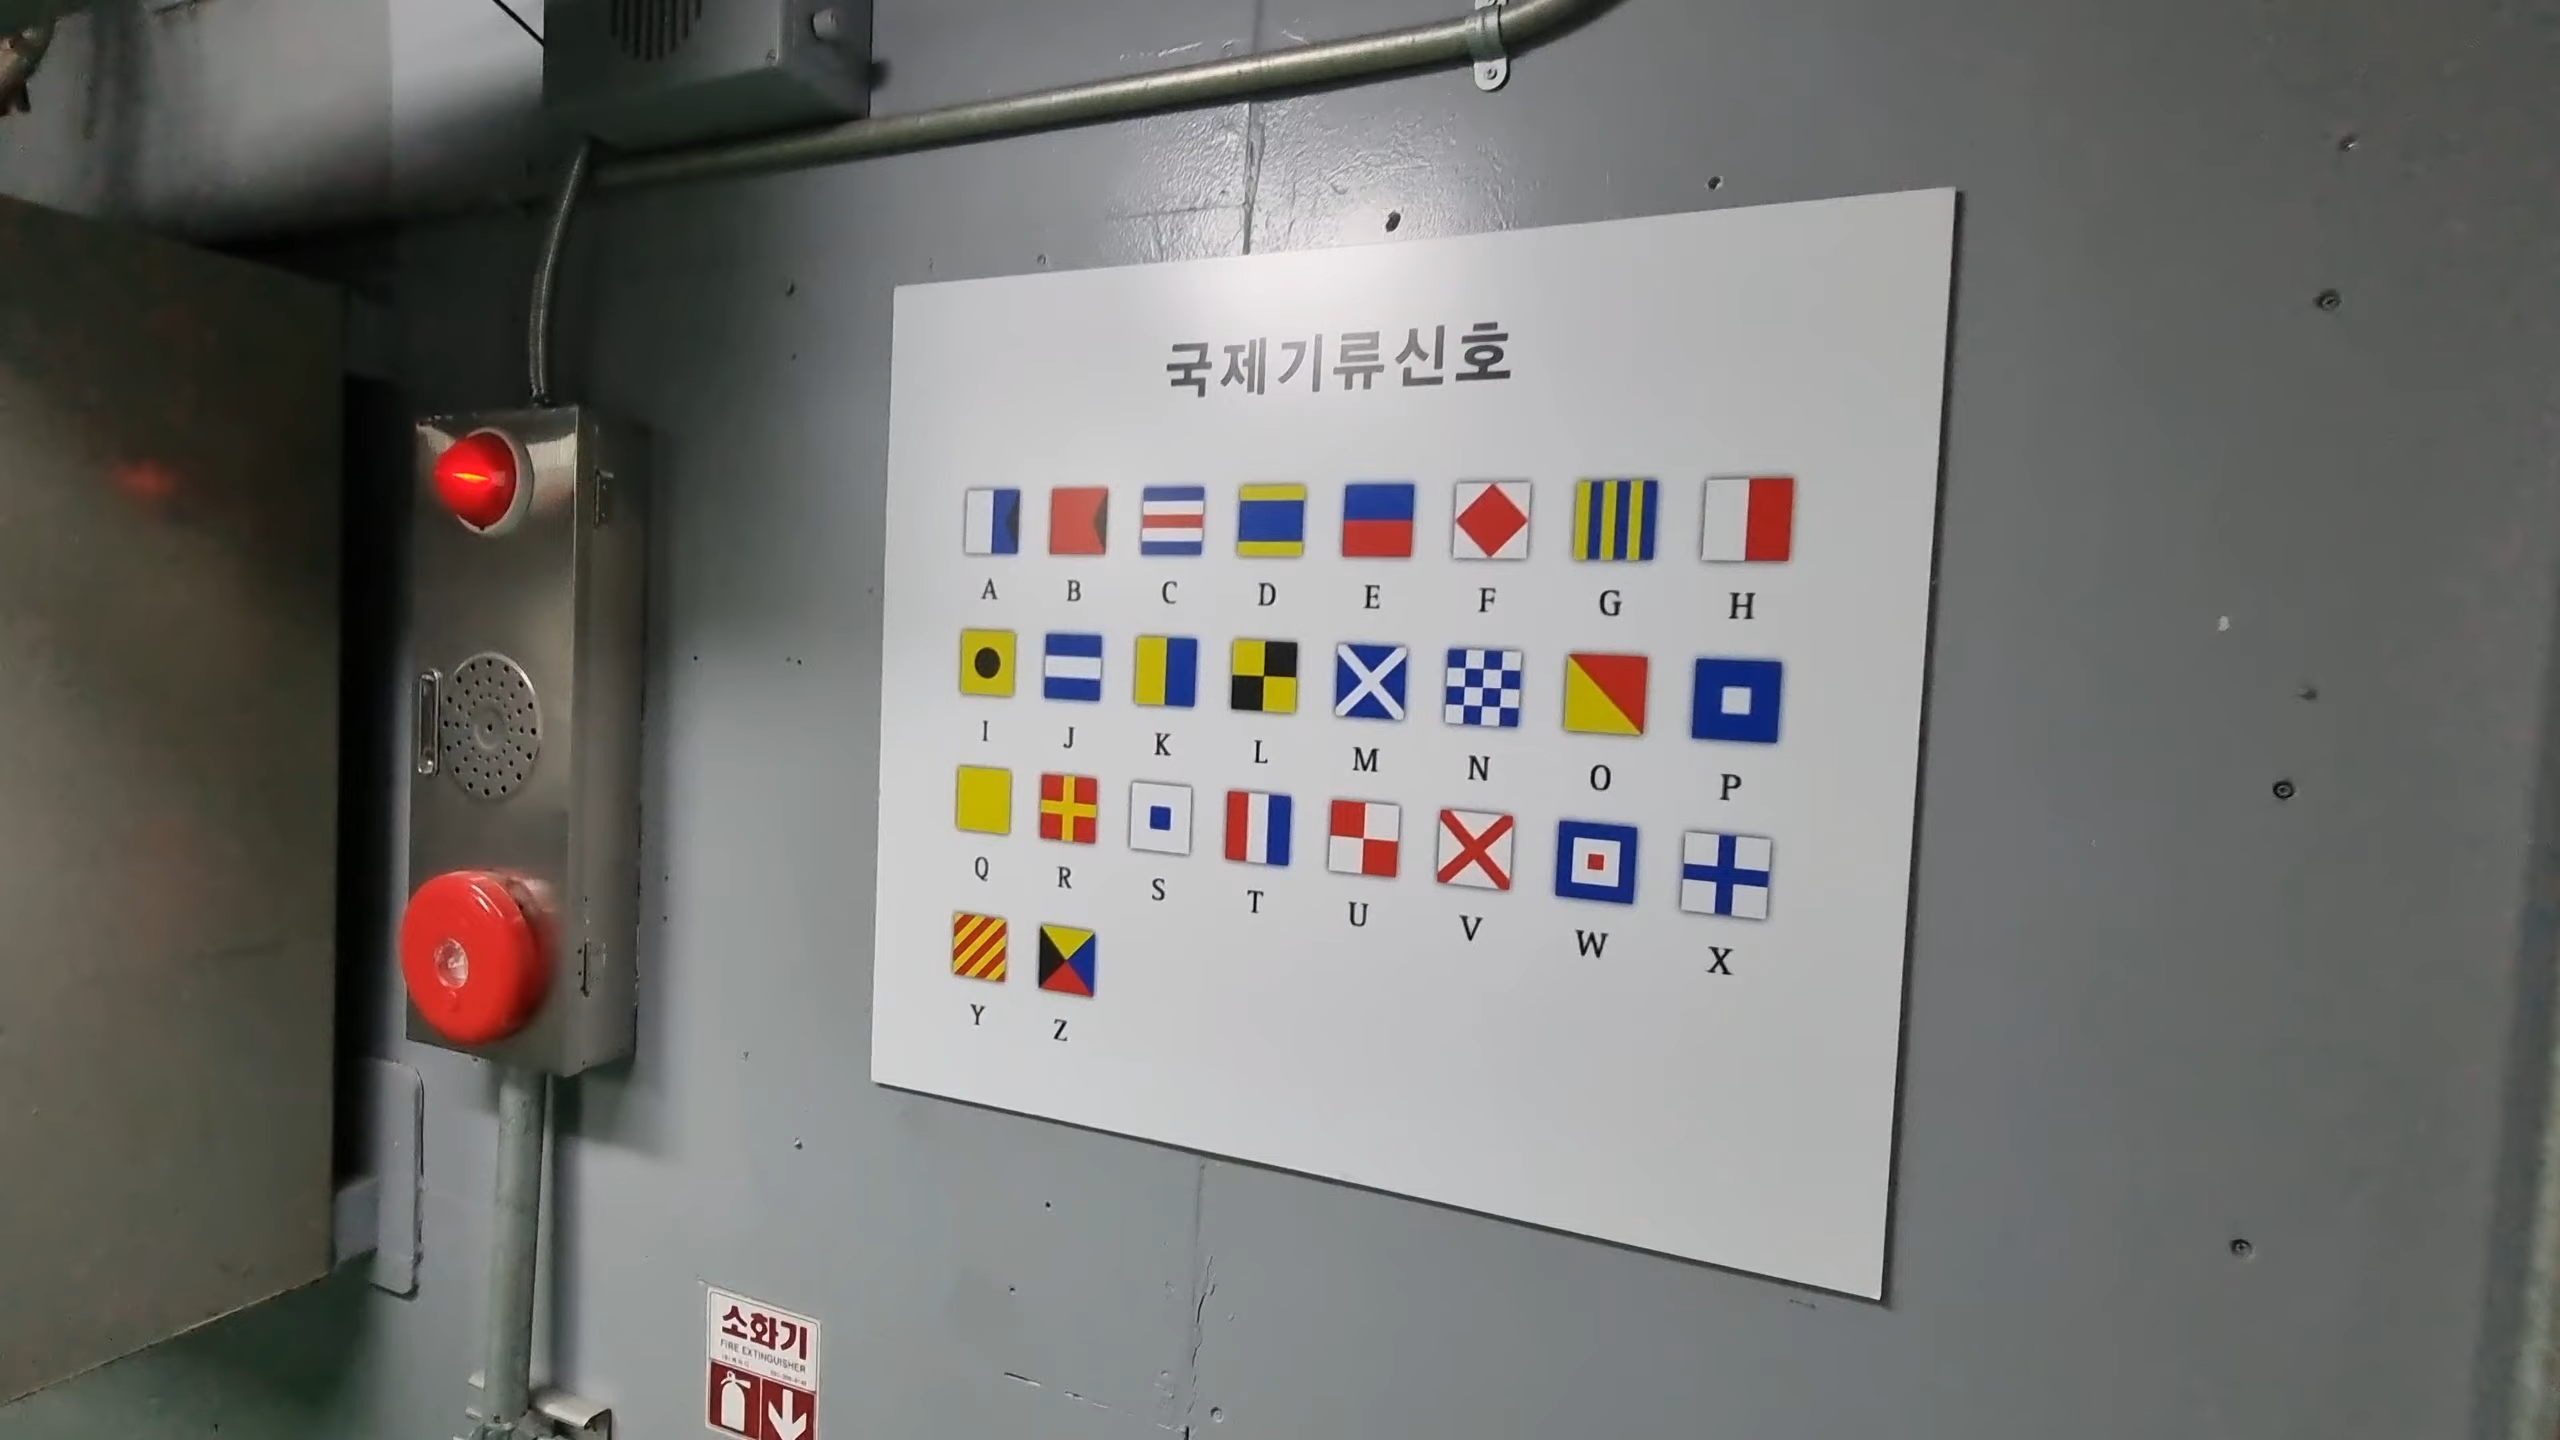 국제기류신호
A B C D E F G H
I J K L M N O P
Q R S T U V W X
Y Z
소화기
FIRE EXTINGUISHER